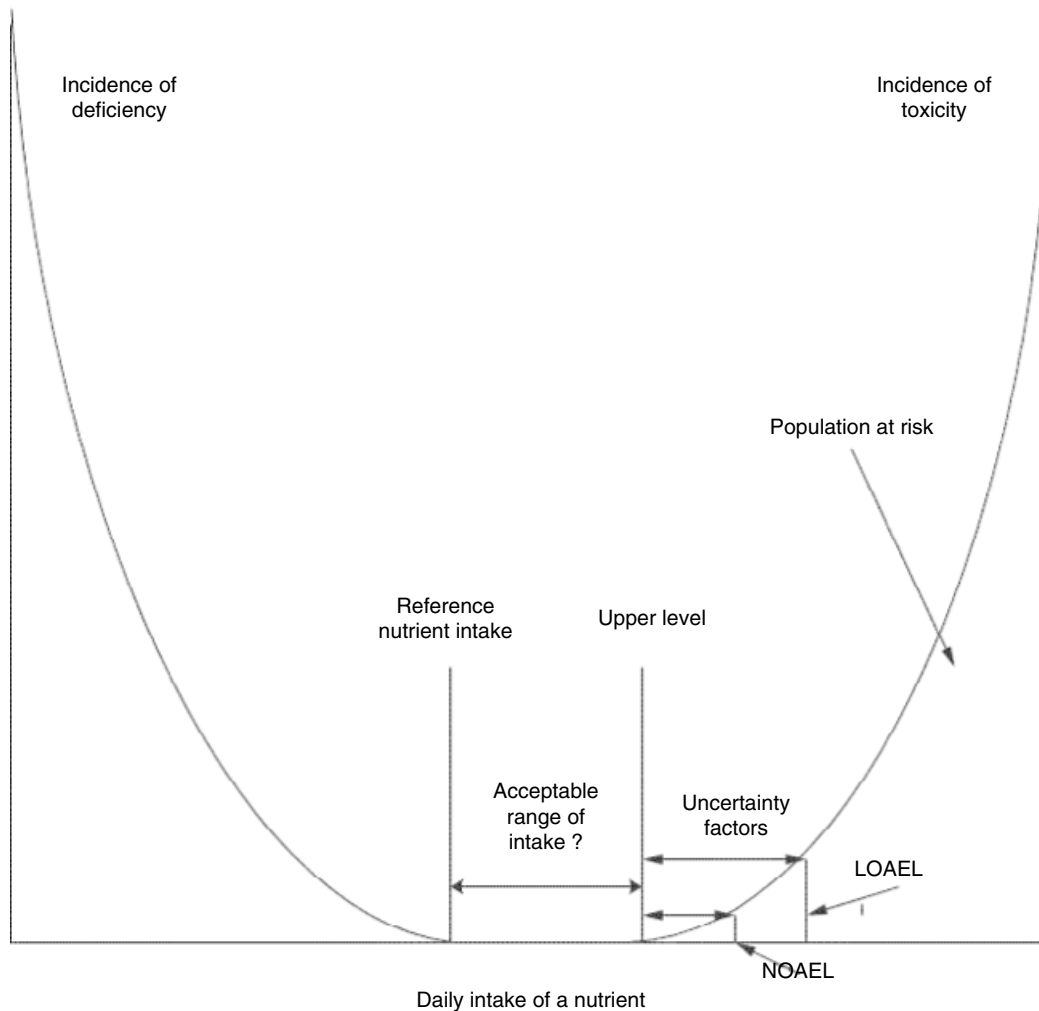 Incidence of
deficiency
Incidence of
toxicity
Population at risk
Reference
nutrient intake
Upper level
Acceptable
range of
intake ?
Uncertainty
factors
LOAEL
NOAEL
Daily intake of a nutrient